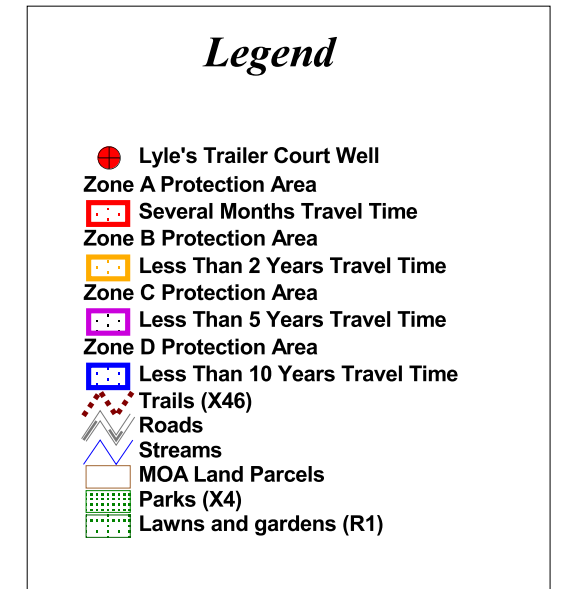 Legend
Lyle's Trailer Court Well
Zone A Protection Area
Several Months Travel Time
Zone B Protection Area
Less Than 2 Years Travel Time
Zone C Protection Area
Less Than 5 Years Travel Time
Zone D Protection Area
Less Than 10 Years Travel Time
Trails (X46)
Roads
Streams
MOA Land Parcels
Parks (X4)
Lawns and gardens (R1)